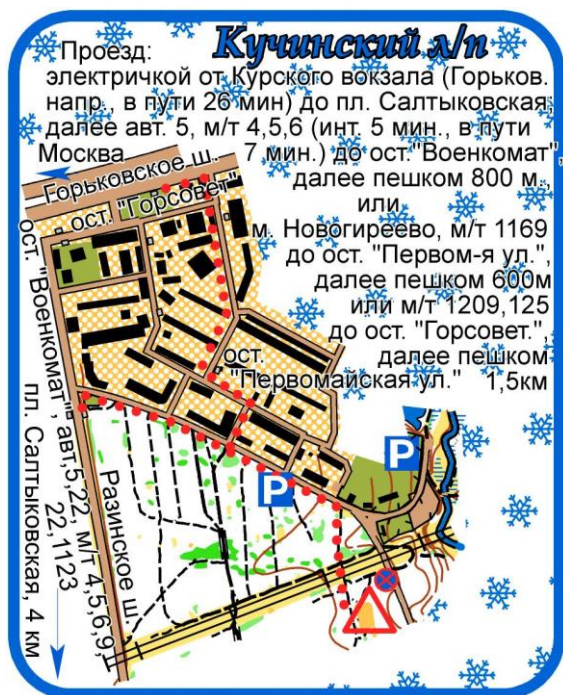 Кучинский л/п
Проезд:
электричкой от Курского вокзала (Горьков.
напр., в пути 26 мин) до пл. Салтыковская,
далее авт. 5, м/т 4,5,6 (инт. 5 мин., в пути
7 мин.) до ост."Военкомат",
далее пешком 800 м.,
или
м. Новогиреево, м/т 1169
до ост. "Первом-я ул.",
далее пешком 600м
или м/т 1209,125
до ост. "Горсовет.",
далее пешком
1,5км
Москва
Горьковское ш.
ост. "Горсовет"
ост.
"Первомайская ул."
ост. "Военкомат", авт,5,22, м/т 4,5,6,9,
22,1123
Разинское ш.
пл. Салтыковская, 4 км
P
P